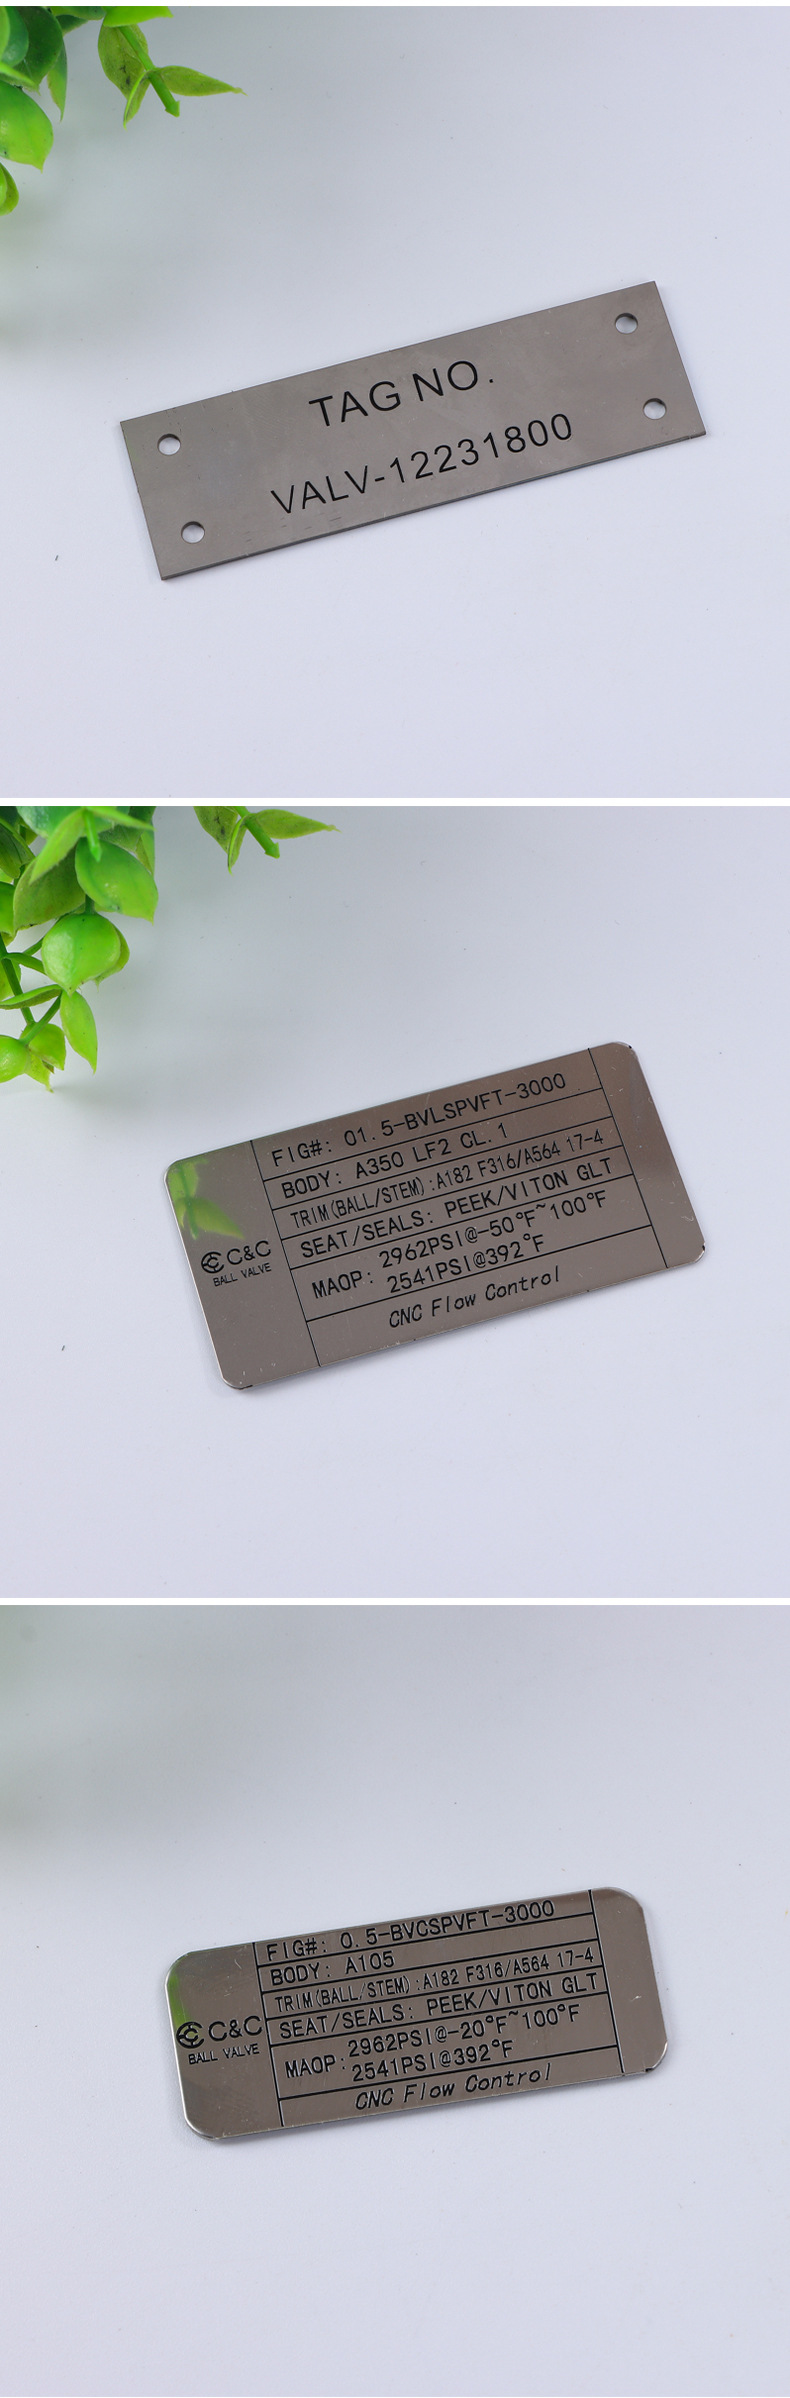 TAG NO.
VALV-12231800
FIG#: 01.5-BVLSPVFT-3000
BODY: A350 LF2 CL.1
TRIM(BALL/STEM):A182 F316/A564 17-4
SEAT/SEALS: PEEK/VITON GLT
MAOP: 2962PSI@-50°F~100°F
2541PSI@392°F
CNC Flow Control
C&C
BALL VALVE
FIG#: 0.5-BVCSPVFT-3000
BODY: A105
TRIM(BALL/STEM):A182 F316/A564 17-4
SEAT/SEALS: PEEK/VITON GLT
MAOP: 2962PSI@-20°F~100°F
2541PSI@392°F
CNC Flow Control
C&C
BALL VALVE